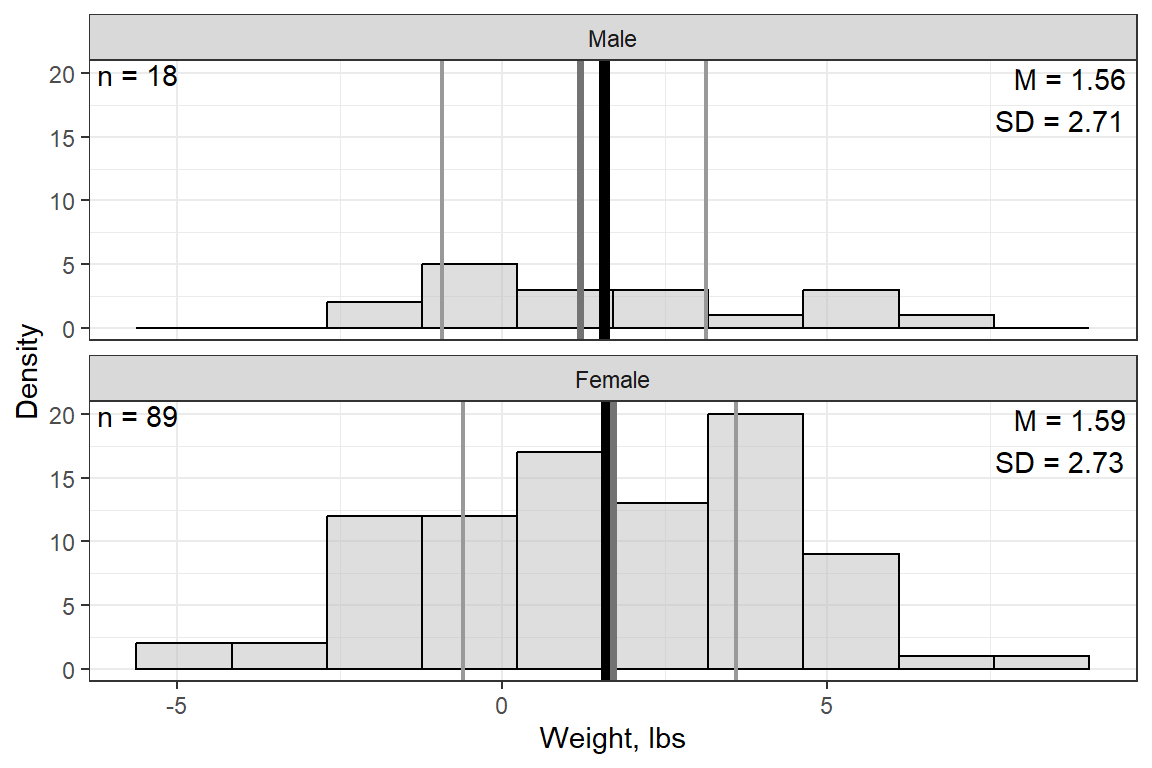 Male
n = 18
M = 1.56
SD = 2.71
20
15
10
5
0
Density
Female
n = 89
M = 1.59
SD = 2.73
20
15
10
5
0
-5 0 5
Weight, lbs